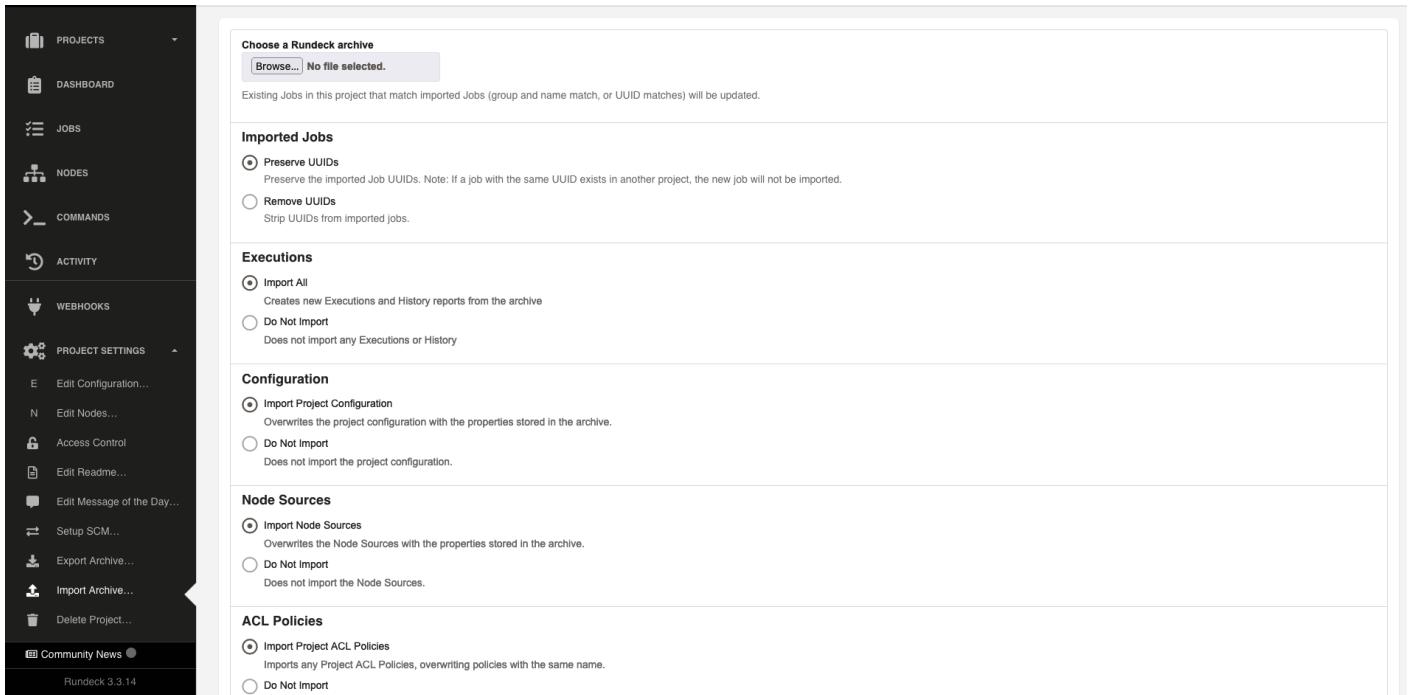 PROJECTS
DASHBOARD
JOBS
NODES
COMMANDS
ACTIVITY
WEBHOOKS
PROJECT SETTINGS
E Edit Configuration...
N Edit Nodes...
Access Control
Edit Readme...
Edit Message of the Day...
Setup SCM...
Export Archive...
Import Archive...
Delete Project...
Community News
Rundeck 3.3.14
Choose a Rundeck archive
Browse... No file selected.
Existing Jobs in this project that match imported Jobs (group and name match, or UUID matches) will be updated.
Imported Jobs
Preserve UUIDs
Preserve the imported Job UUIDs. Note: If a job with the same UUID exists in another project, the new job will not be imported.
Remove UUIDs
Strip UUIDs from imported jobs.
Executions
Import All
Creates new Executions and History reports from the archive
Do Not Import
Does not import any Executions or History
Configuration
Import Project Configuration
Overwrites the project configuration with the properties stored in the archive.
Do Not Import
Does not import the project configuration.
Node Sources
Import Node Sources
Overwrites the Node Sources with the properties stored in the archive.
Do Not Import
Does not import the Node Sources.
ACL Policies
Import Project ACL Policies
Imports any Project ACL Policies, overwriting policies with the same name.
Do Not Import